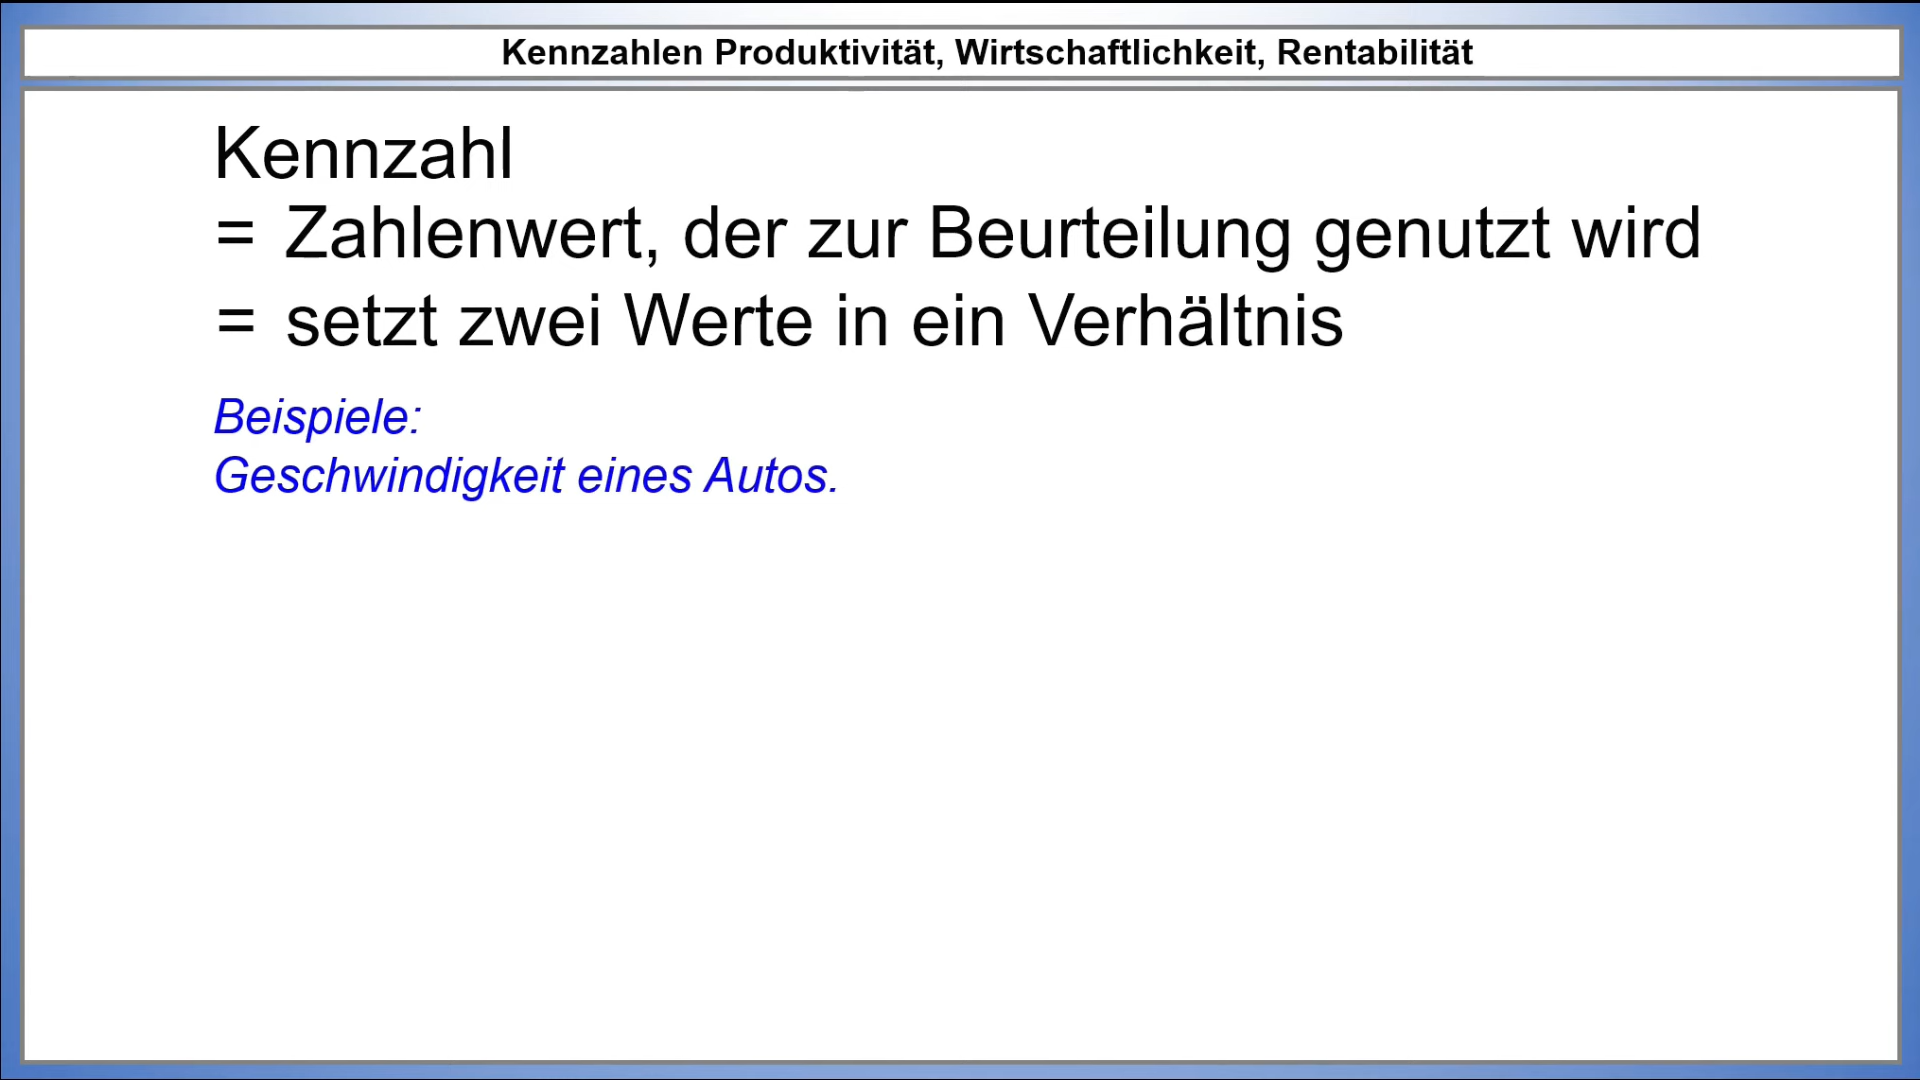 Kennzahlen Produktivität, Wirtschaftlichkeit, Rentabilität
Kennzahl
= Zahlenwert, der zur Beurteilung genutzt wird
= setzt zwei Werte in ein Verhältnis
Beispiele:
Geschwindigkeit eines Autos.